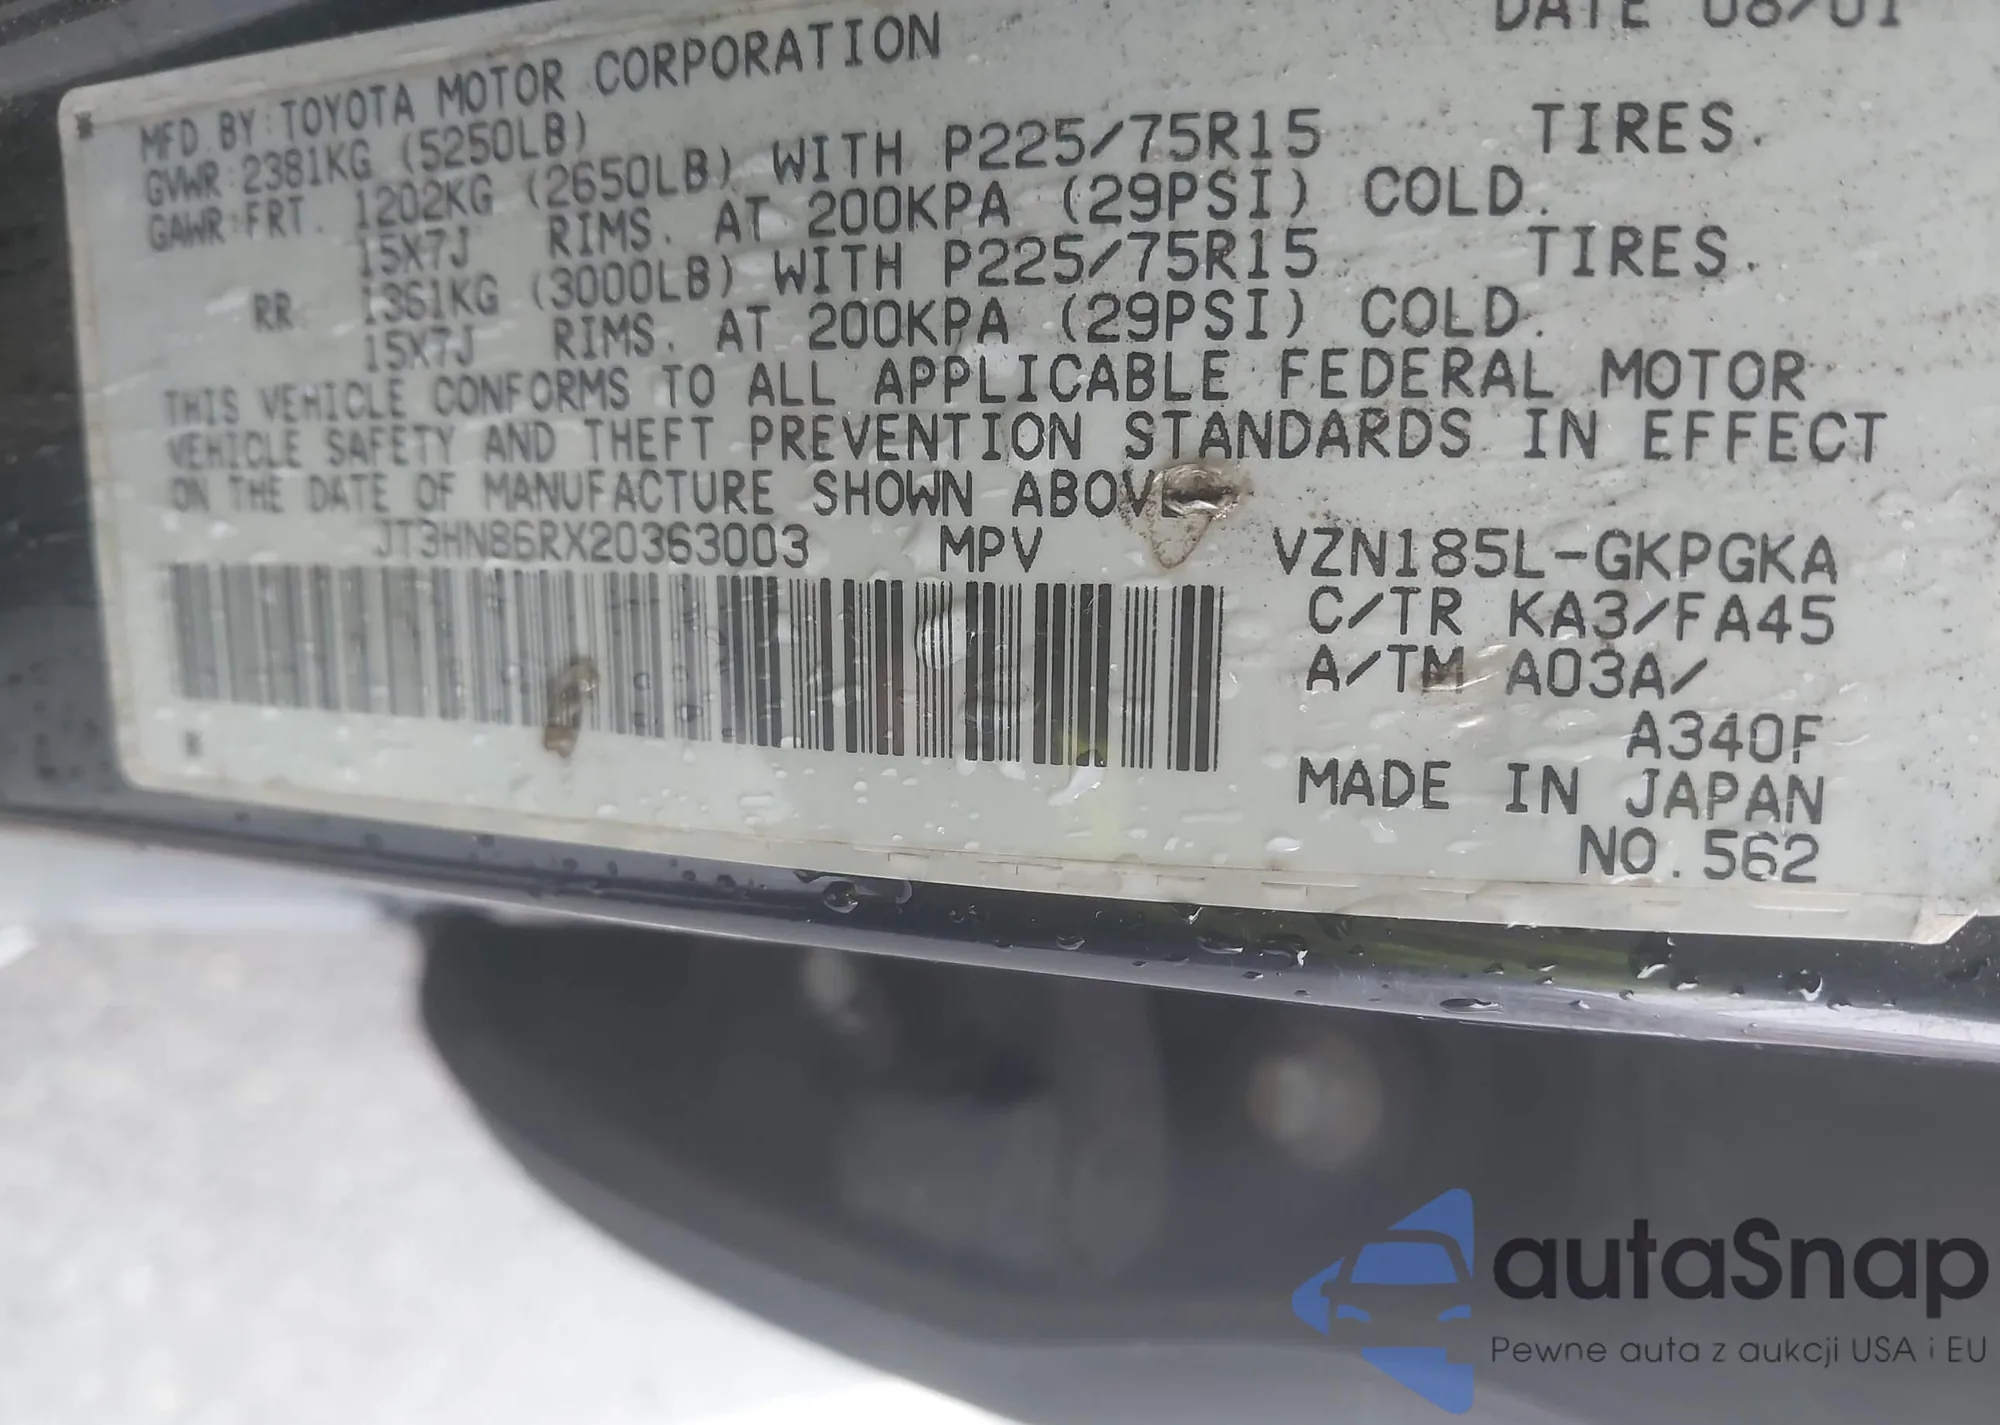 DATE 08/01
MFD BY:TOYOTA MOTOR CORPORATION
GVWR:2381KG (5250LB)
GAWR:FRT. 1202KG (2650LB) WITH P225/75R15 TIRES.
15X7J RIMS. AT 200KPA (29PSI) COLD.
RR 1361KG (3000LB) WITH P225/75R15 TIRES.
15X7J RIMS. AT 200KPA (29PSI) COLD.
THIS VEHICLE CONFORMS TO ALL APPLICABLE FEDERAL MOTOR
VEHICLE SAFETY AND THEFT PREVENTION STANDARDS IN EFFECT
ON THE DATE OF MANUFACTURE SHOWN ABOVE
JT3HN86RX20363003 MPV VZN185L-GKPGKA
C/TR KA3/FA45
A/TM A03A/
A340F
MADE IN JAPAN
NO.562
autaSnap
Pewne auta z aukcji USA i EU